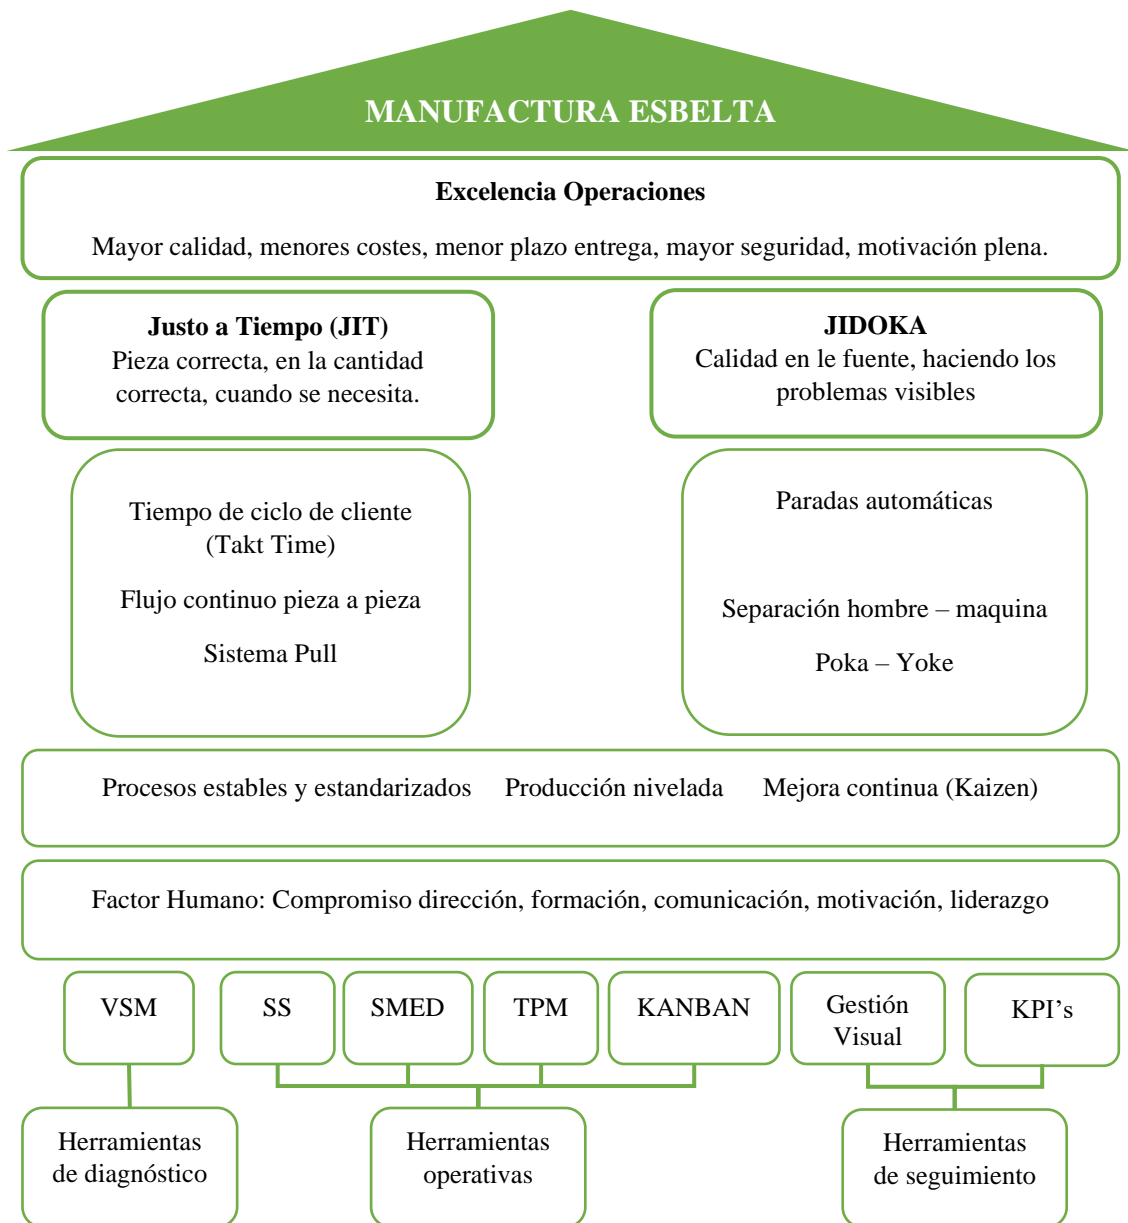 MANUFACTURA ESBELTA
Excelencia Operaciones
Mayor calidad, menores costes, menor plazo entrega, mayor seguridad, motivación plena.
Justo a Tiempo (JIT)
Pieza correcta, en la cantidad
correcta, cuando se necesita.
JIDOKA
Calidad en le fuente, haciendo los
problemas visibles
Tiempo de ciclo de cliente
(Takt Time)
Flujo continuo pieza a pieza
Sistema Pull
Paradas automáticas
Separación hombre – maquina
Poka – Yoke
Procesos estables y estandarizados Producción nivelada Mejora continua (Kaizen)
Factor Humano: Compromiso dirección, formación, comunicación, motivación, liderazgo
VSM
SS
SMED
TPM
KANBAN
Gestión
Visual
KPI’s
Herramientas
de diagnóstico
Herramientas
operativas
Herramientas
de seguimiento